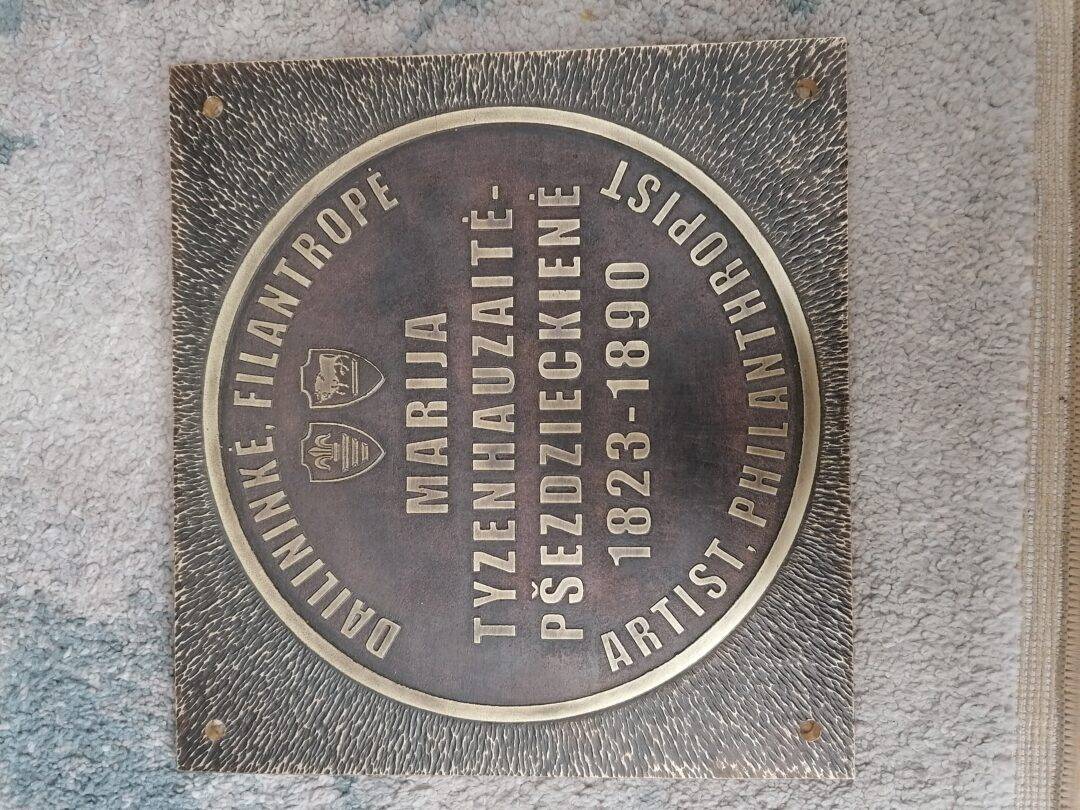 DAILININKĖ, FILANTROPĖ
MARIJA
TYZENHAUZAITĖ-
PŠEZDZIECKIENĖ
1823-1890
ARTIST, PHILANTHROPIST